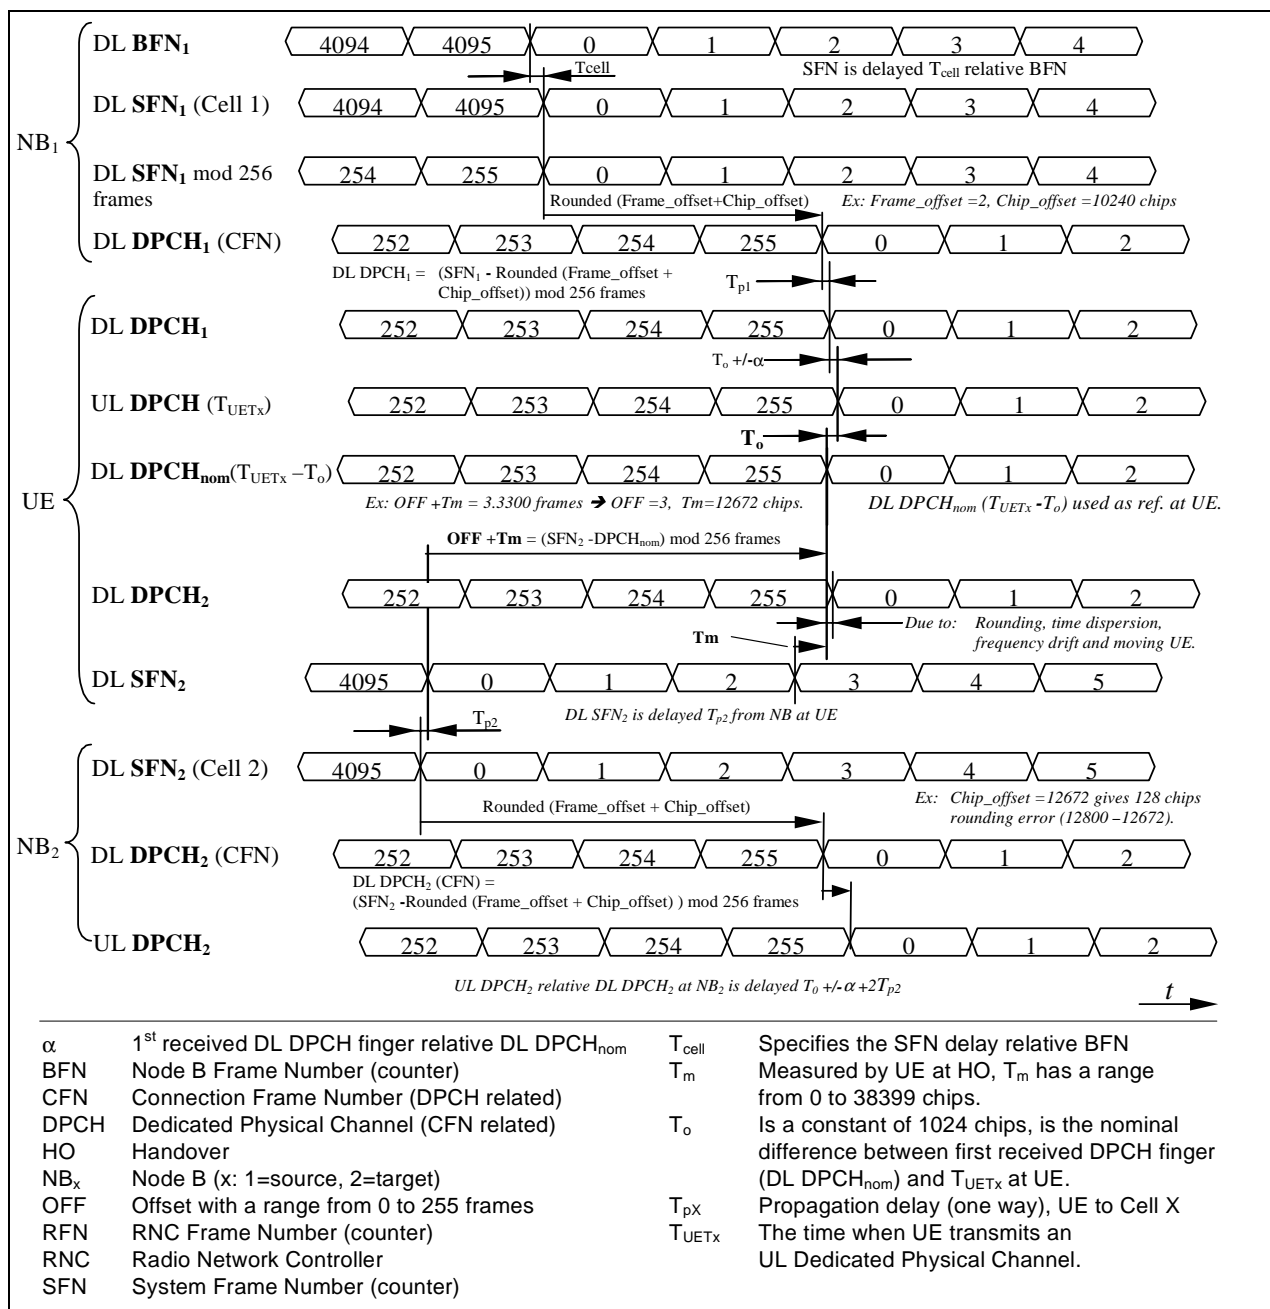 DL BFN1 4094 4095 0 1 2 3 4
Tcell SFN is delayed Tcell relative BFN
DL SFN1 (Cell 1) 4094 4095 0 1 2 3 4
NB1
DL SFN1 mod 256 frames 254 255 0 1 2 3 4
Rounded (Frame_offset+Chip_offset) Ex: Frame_offset =2, Chip_offset =10240 chips
DL DPCH1 (CFN) 252 253 254 255 0 1 2
DL DPCH1 = (SFN1 - Rounded (Frame_offset +
Chip_offset)) mod 256 frames
Tp1
DL DPCH1 252 253 254 255 0 1 2
To +/-α
UL DPCH (TUETx) 252 253 254 255 0 1 2
To
DL DPCHnom(TUETx –To) 252 253 254 255 0 1 2
UE
Ex: OFF +Tm = 3.3300 frames ➔ OFF =3, Tm=12672 chips. DL DPCHnom (TUETx -To) used as ref. at UE.
OFF +Tm = (SFN2 -DPCHnom) mod 256 frames
DL DPCH2 252 253 254 255 0 1 2
Due to: Rounding, time dispersion,
frequency drift and moving UE.
Tm
DL SFN2 4095 0 1 2 3 4 5
DL SFN2 is delayed Tp2 from NB at UE
Tp2
DL SFN2 (Cell 2) 4095 0 1 2 3 4 5
Rounded (Frame_offset + Chip_offset) Ex: Chip_offset =12672 gives 128 chips
rounding error (12800 –12672).
NB2
DL DPCH2 (CFN) 252 253 254 255 0 1 2
DL DPCH2 (CFN) =
(SFN2 -Rounded (Frame_offset + Chip_offset) ) mod 256 frames
UL DPCH2 252 253 254 255 0 1 2
UL DPCH2 relative DL DPCH2 at NB2 is delayed T0 +/-α +2Tp2
t
α 1st received DL DPCH finger relative DL DPCHnom
BFN Node B Frame Number (counter)
CFN Connection Frame Number (DPCH related)
DPCH Dedicated Physical Channel (CFN related)
HO Handover
NBx Node B (x: 1=source, 2=target)
OFF Offset with a range from 0 to 255 frames
RFN RNC Frame Number (counter)
RNC Radio Network Controller
SFN System Frame Number (counter)
Tcell Specifies the SFN delay relative BFN
Tm Measured by UE at HO, Tm has a range
from 0 to 38399 chips.
To Is a constant of 1024 chips, is the nominal
difference between first received DPCH finger
(DL DPCHnom) and TUETx at UE.
TpX Propagation delay (one way), UE to Cell X
TUETx The time when UE transmits an
UL Dedicated Physical Channel.